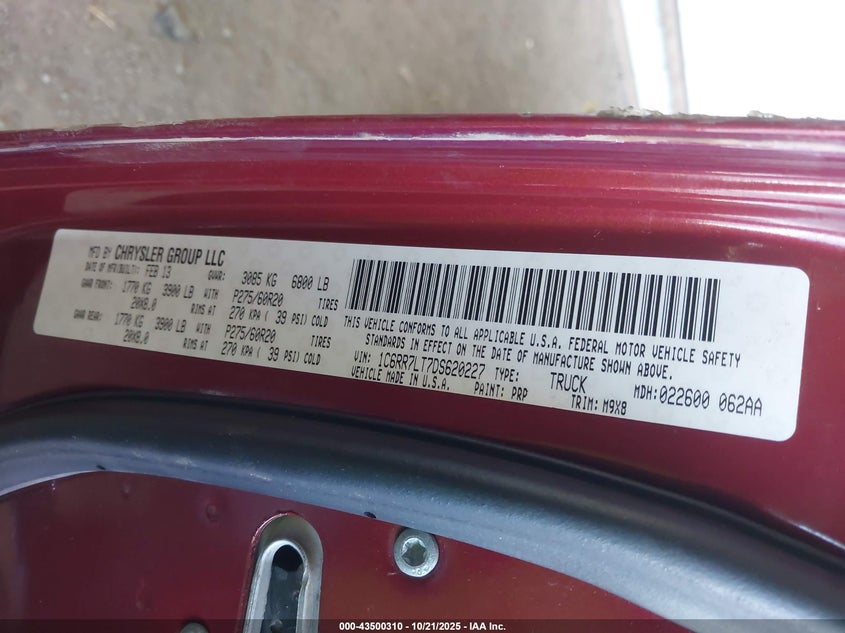 MFD BY CHRYSLER GROUP LLC
DATE OF MFR/BUILT: FEB 13 GVWR: 3085 KG 6800 LB
GAWR FRONT: 1770 KG 3900 LB WITH P275/60R20 TIRES
20X8.0 RIMS AT 270 KPA ( 39 PSI) COLD
GAWR REAR: 1770 KG 3900 LB WITH P275/60R20 TIRES
20X8.0 RIMS AT 270 KPA ( 39 PSI) COLD
THIS VEHICLE CONFORMS TO ALL APPLICABLE U.S.A. FEDERAL MOTOR VEHICLE SAFETY
STANDARDS IN EFFECT ON THE DATE OF MANUFACTURE SHOWN ABOVE.
VIN: 1C6RR7LT7DS620227 TYPE: TRUCK MDH:022600 062AA
VEHICLE MADE IN U.S.A. PAINT: PRP TRIM: M9X8
000-43500310 | 10/21/2025 - IAA Inc.